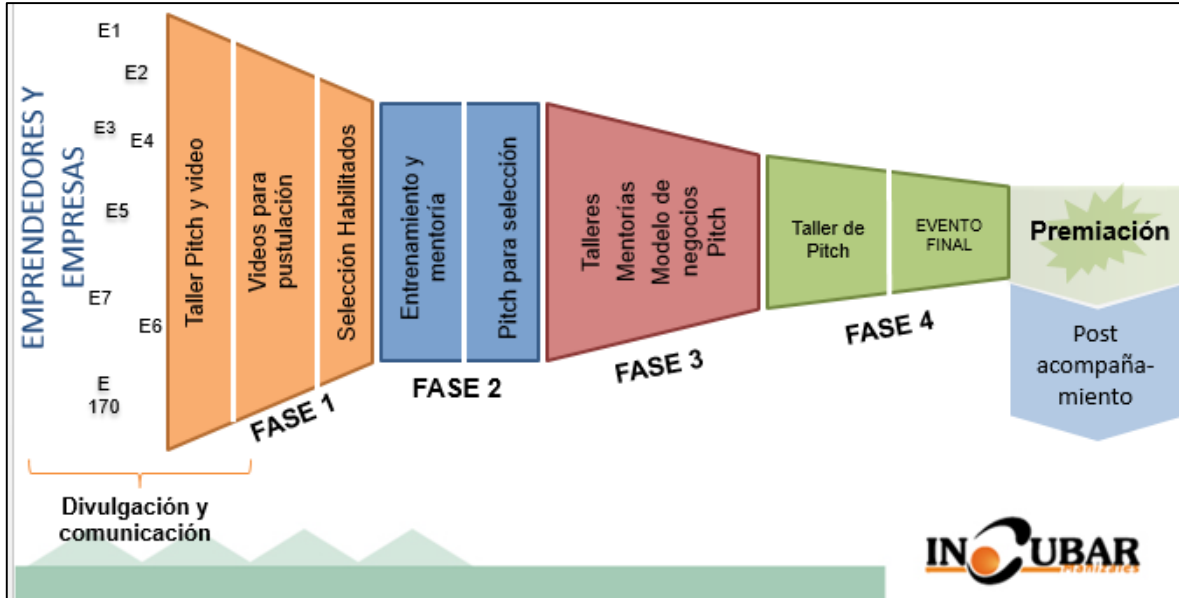 EMPRENDEDORES Y
EMPRESAS
E1
E2
E3
E4
E5
E7
E6
E
170
Taller Pitch y video
Videos para
pustulación
Selección Habilitados
FASE 1
Divulgación y
comunicación
Entrenamiento y
mentoría
Pitch para selección
FASE 2
Talleres
Mentorías
Modelo de
negocios
Pitch
FASE 3
Taller de
Pitch
EVENTO
FINAL
FASE 4
Premiación
Post
acompaña-
miento
INCUBAR
Manizales